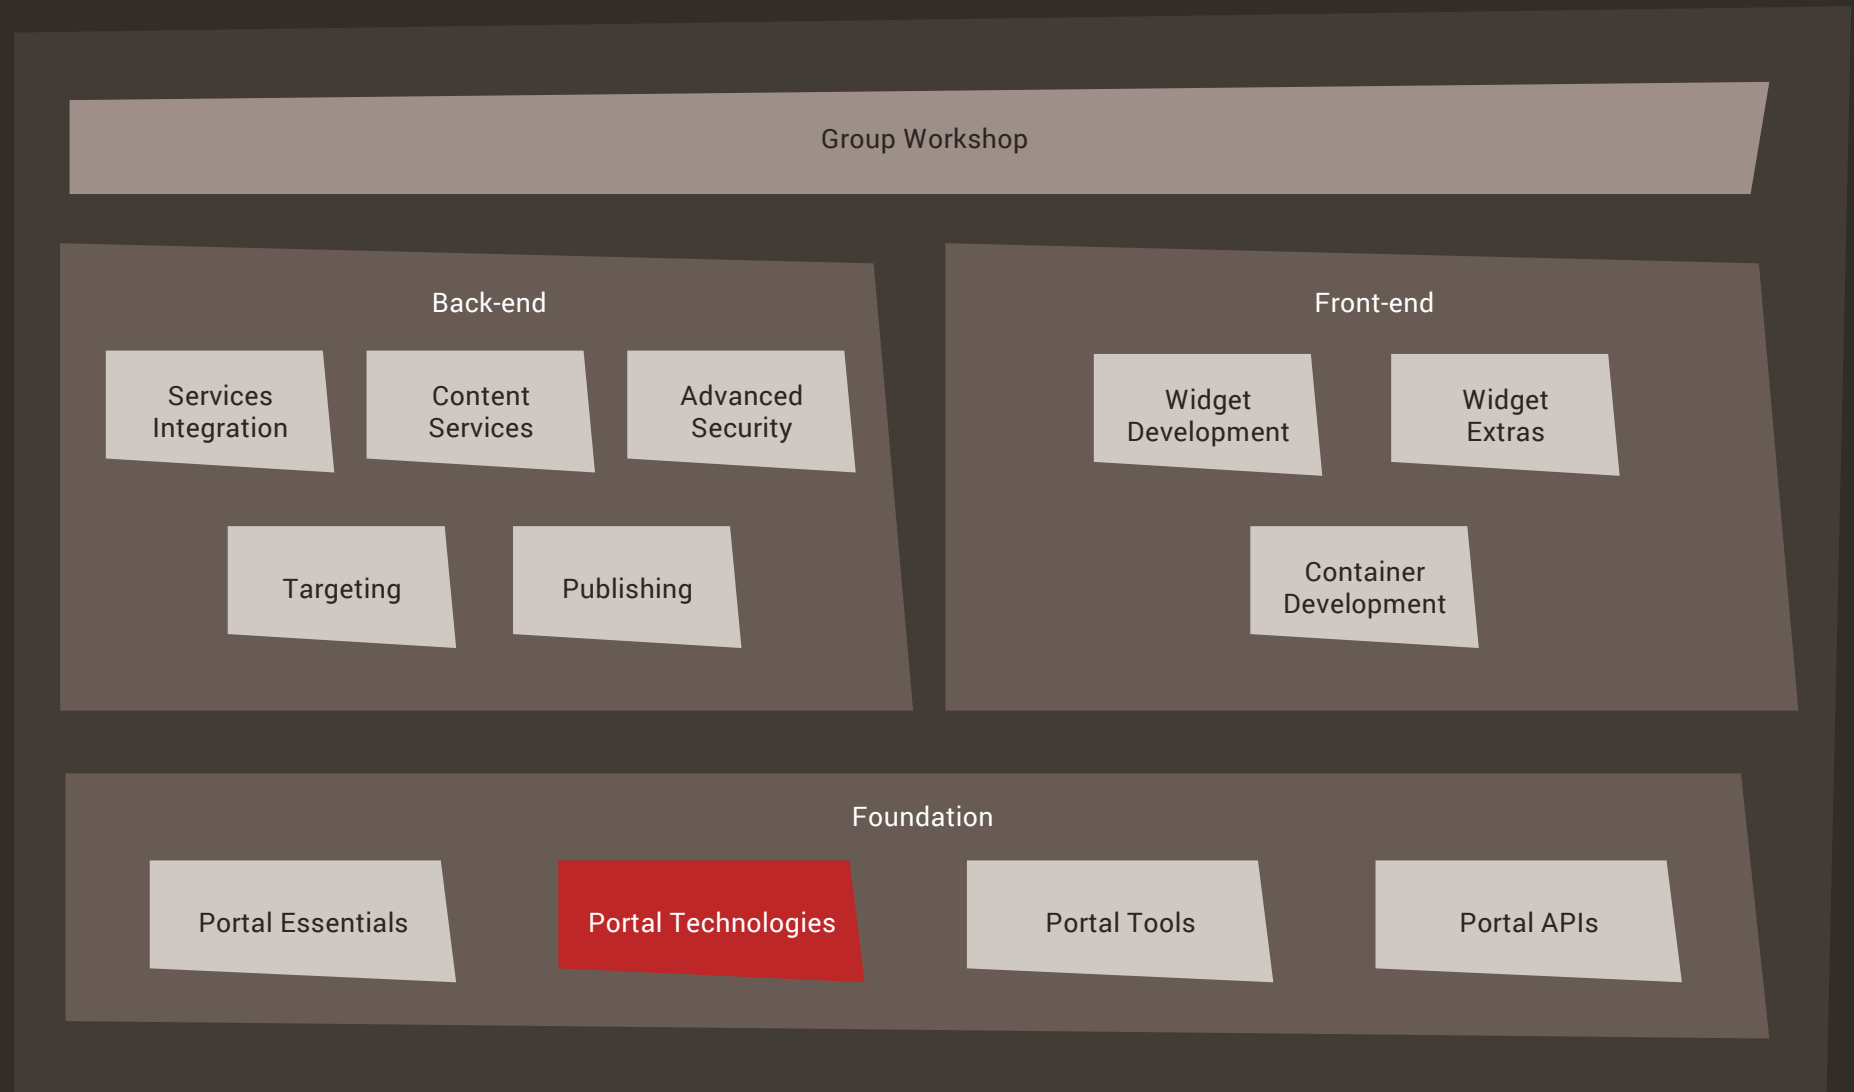 Group Workshop
Back-end
Services
Integration
Content
Services
Advanced
Security
Targeting
Publishing
Front-end
Widget
Development
Widget
Extras
Container
Development
Foundation
Portal Essentials
Portal Technologies
Portal Tools
Portal APIs